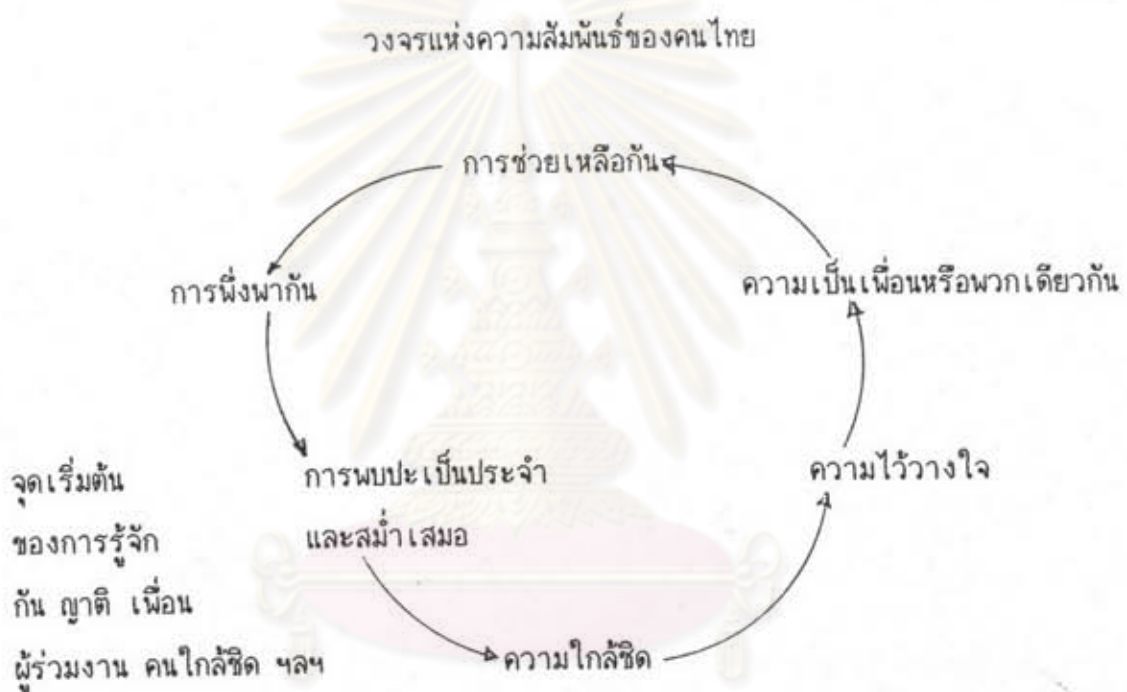 วงจรแห่งความสัมพันธ์ของคนไทย
การช่วยเหลือกัน
การพึ่งพากัน
ความเป็นเพื่อนหรือพวกเดียวกัน
จุดเริ่มต้น
ของการรู้จัก
กัน ญาติ เพื่อน
ผู้ร่วมงาน คนใกล้ชิด ฯลฯ
การพบปะเป็นประจำ
และสม่ำเสมอ
ความไว้วางใจ
ความใกล้ชิด